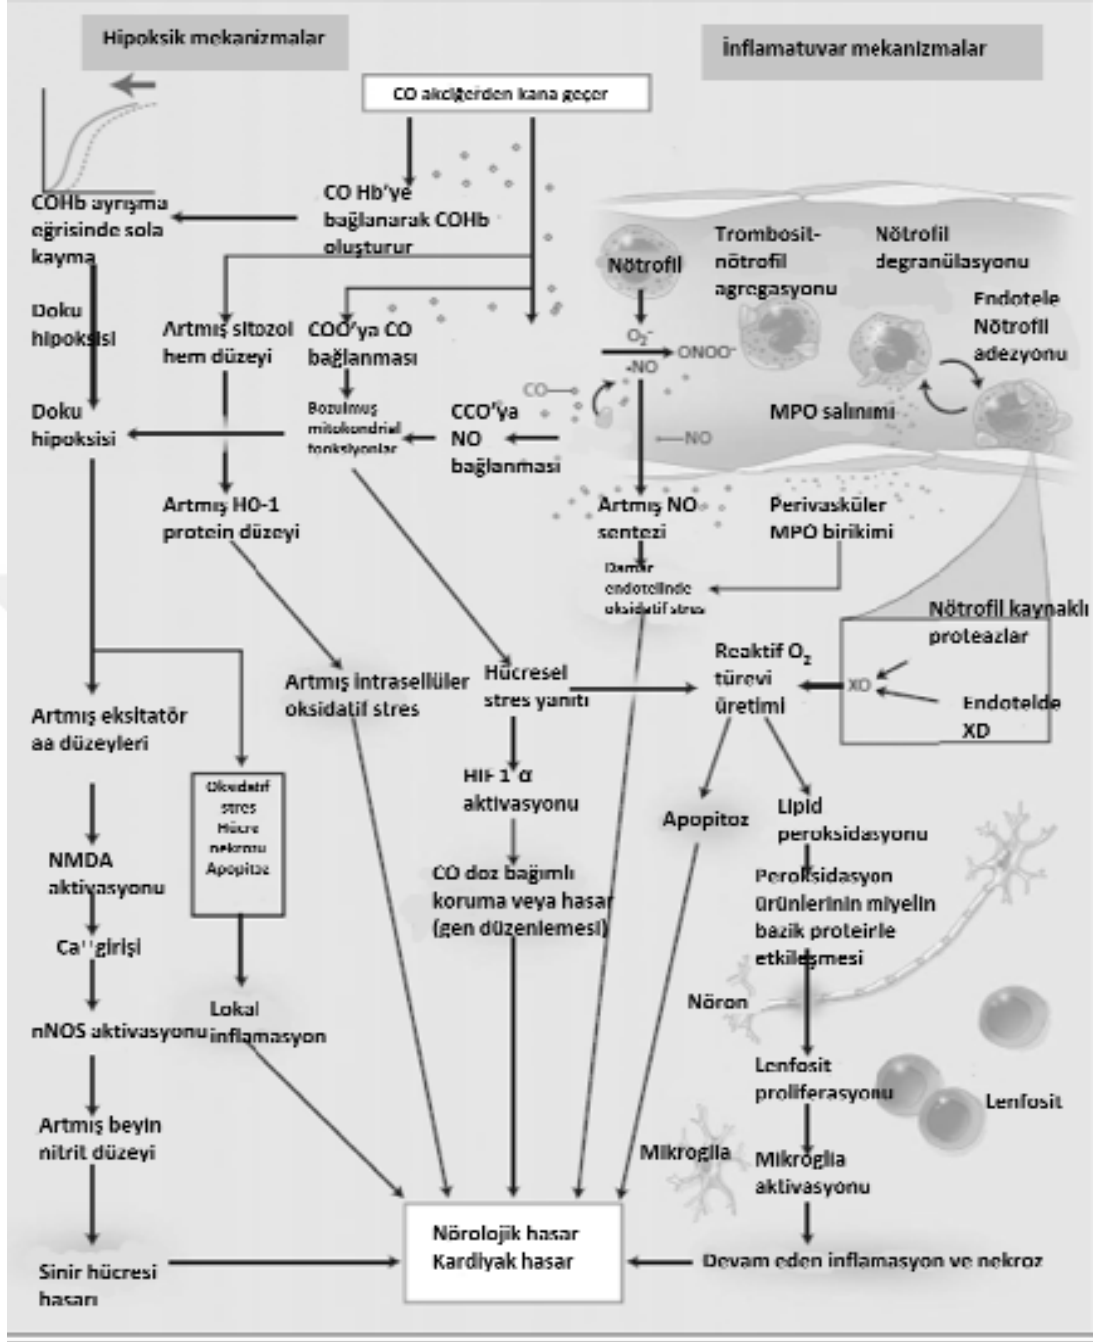 Hipoksik mekanizmalar
İnflamatuvar mekanizmalar
CO akciğerden kana geçer
CO Hb'ye
bağlanarak COHb
oluşturur
COHb ayrışma
eğrisinde sola
kayma
Doku
hipoksisi
Artmış sitozol
hem düzeyi
COO'ya CO
bağlanması
Doku
hipoksisi
Bozulmuş
mitokondrial
fonksiyonlar
CCO'ya
NO
bağlanmasi
Artmış HO-1
protein düzeyi
Nötrofil
Trombosit-
nötrofil
agregasyonu
Nötrofil
degranülasyonu
Endotele
Nötrofil
adezyonu
O₂⁻
ONOO⁻
·NO
CO
MPO salınımı
NO
Artmış NO
sentezi
Perivasküler
MPO birikimi
Damar
endotelinde
oksidatif stres
Nötrofil kaynaklı
proteazlar
XO
Endotelde
XD
Reaktif O₂
türevi
üretimi
Artmış intrasellüler
oksidatif stres
Hücresel
stres yanıtı
Artmış eksitatör
aa düzeyleri
Oksidatif
stres
Hücre
nekrozu
Apopitoz
HIF 1 α
aktivasyonu
Apopitoz
Lipid
peroksidasyonu
NMDA
aktivasyonu
CO doz bağımlı
koruma veya hasar
(gen düzenlemesi)
Peroksidasyon
ürünlerinin miyelin
bazik proteirle
etkileşmesi
Ca⁺⁺girişi
Nöron
nNOS aktivasyonu
Lokal
inflamasyon
Lenfosit
proliferasyonu
Lenfosit
Artmış beyin
nitrit düzeyi
Mikroglia
Mikroglia
aktivasyonu
Nörolojik hasar
Kardiyak hasar
Devam eden inflamasyon ve nekroz
Sinir hücresi
hasarı